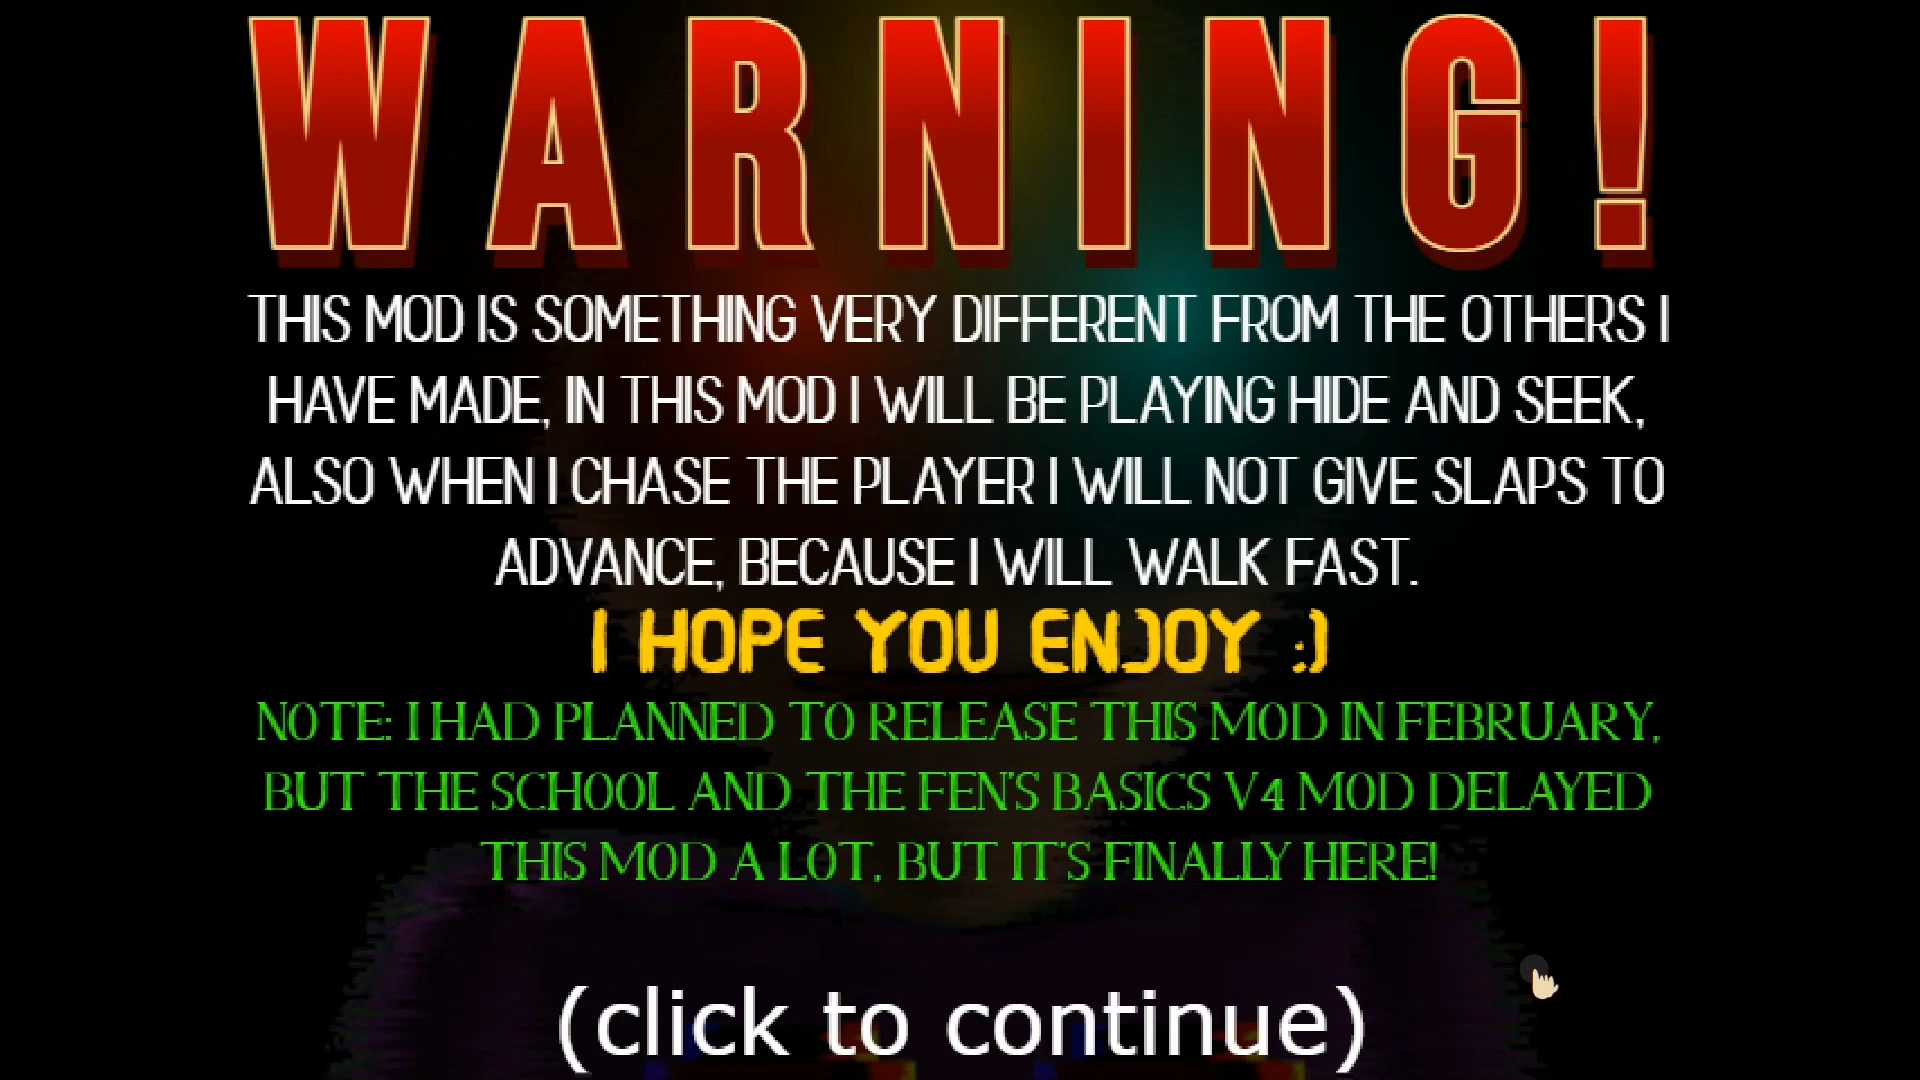 WARNING!
THIS MOD IS SOMETHING VERY DIFFERENT FROM THE OTHERS I
HAVE MADE, IN THIS MOD I WILL BE PLAYING HIDE AND SEEK,
ALSO WHEN I CHASE THE PLAYER I WILL NOT GIVE SLAPS TO
ADVANCE, BECAUSE I WILL WALK FAST.
I HOPE YOU ENJOY :)
NOTE: I HAD PLANNED TO RELEASE THIS MOD IN FEBRUARY,
BUT THE SCHOOL AND THE FEN'S BASICS V4 MOD DELAYED
THIS MOD A LOT, BUT IT'S FINALLY HERE!
(click to continue)